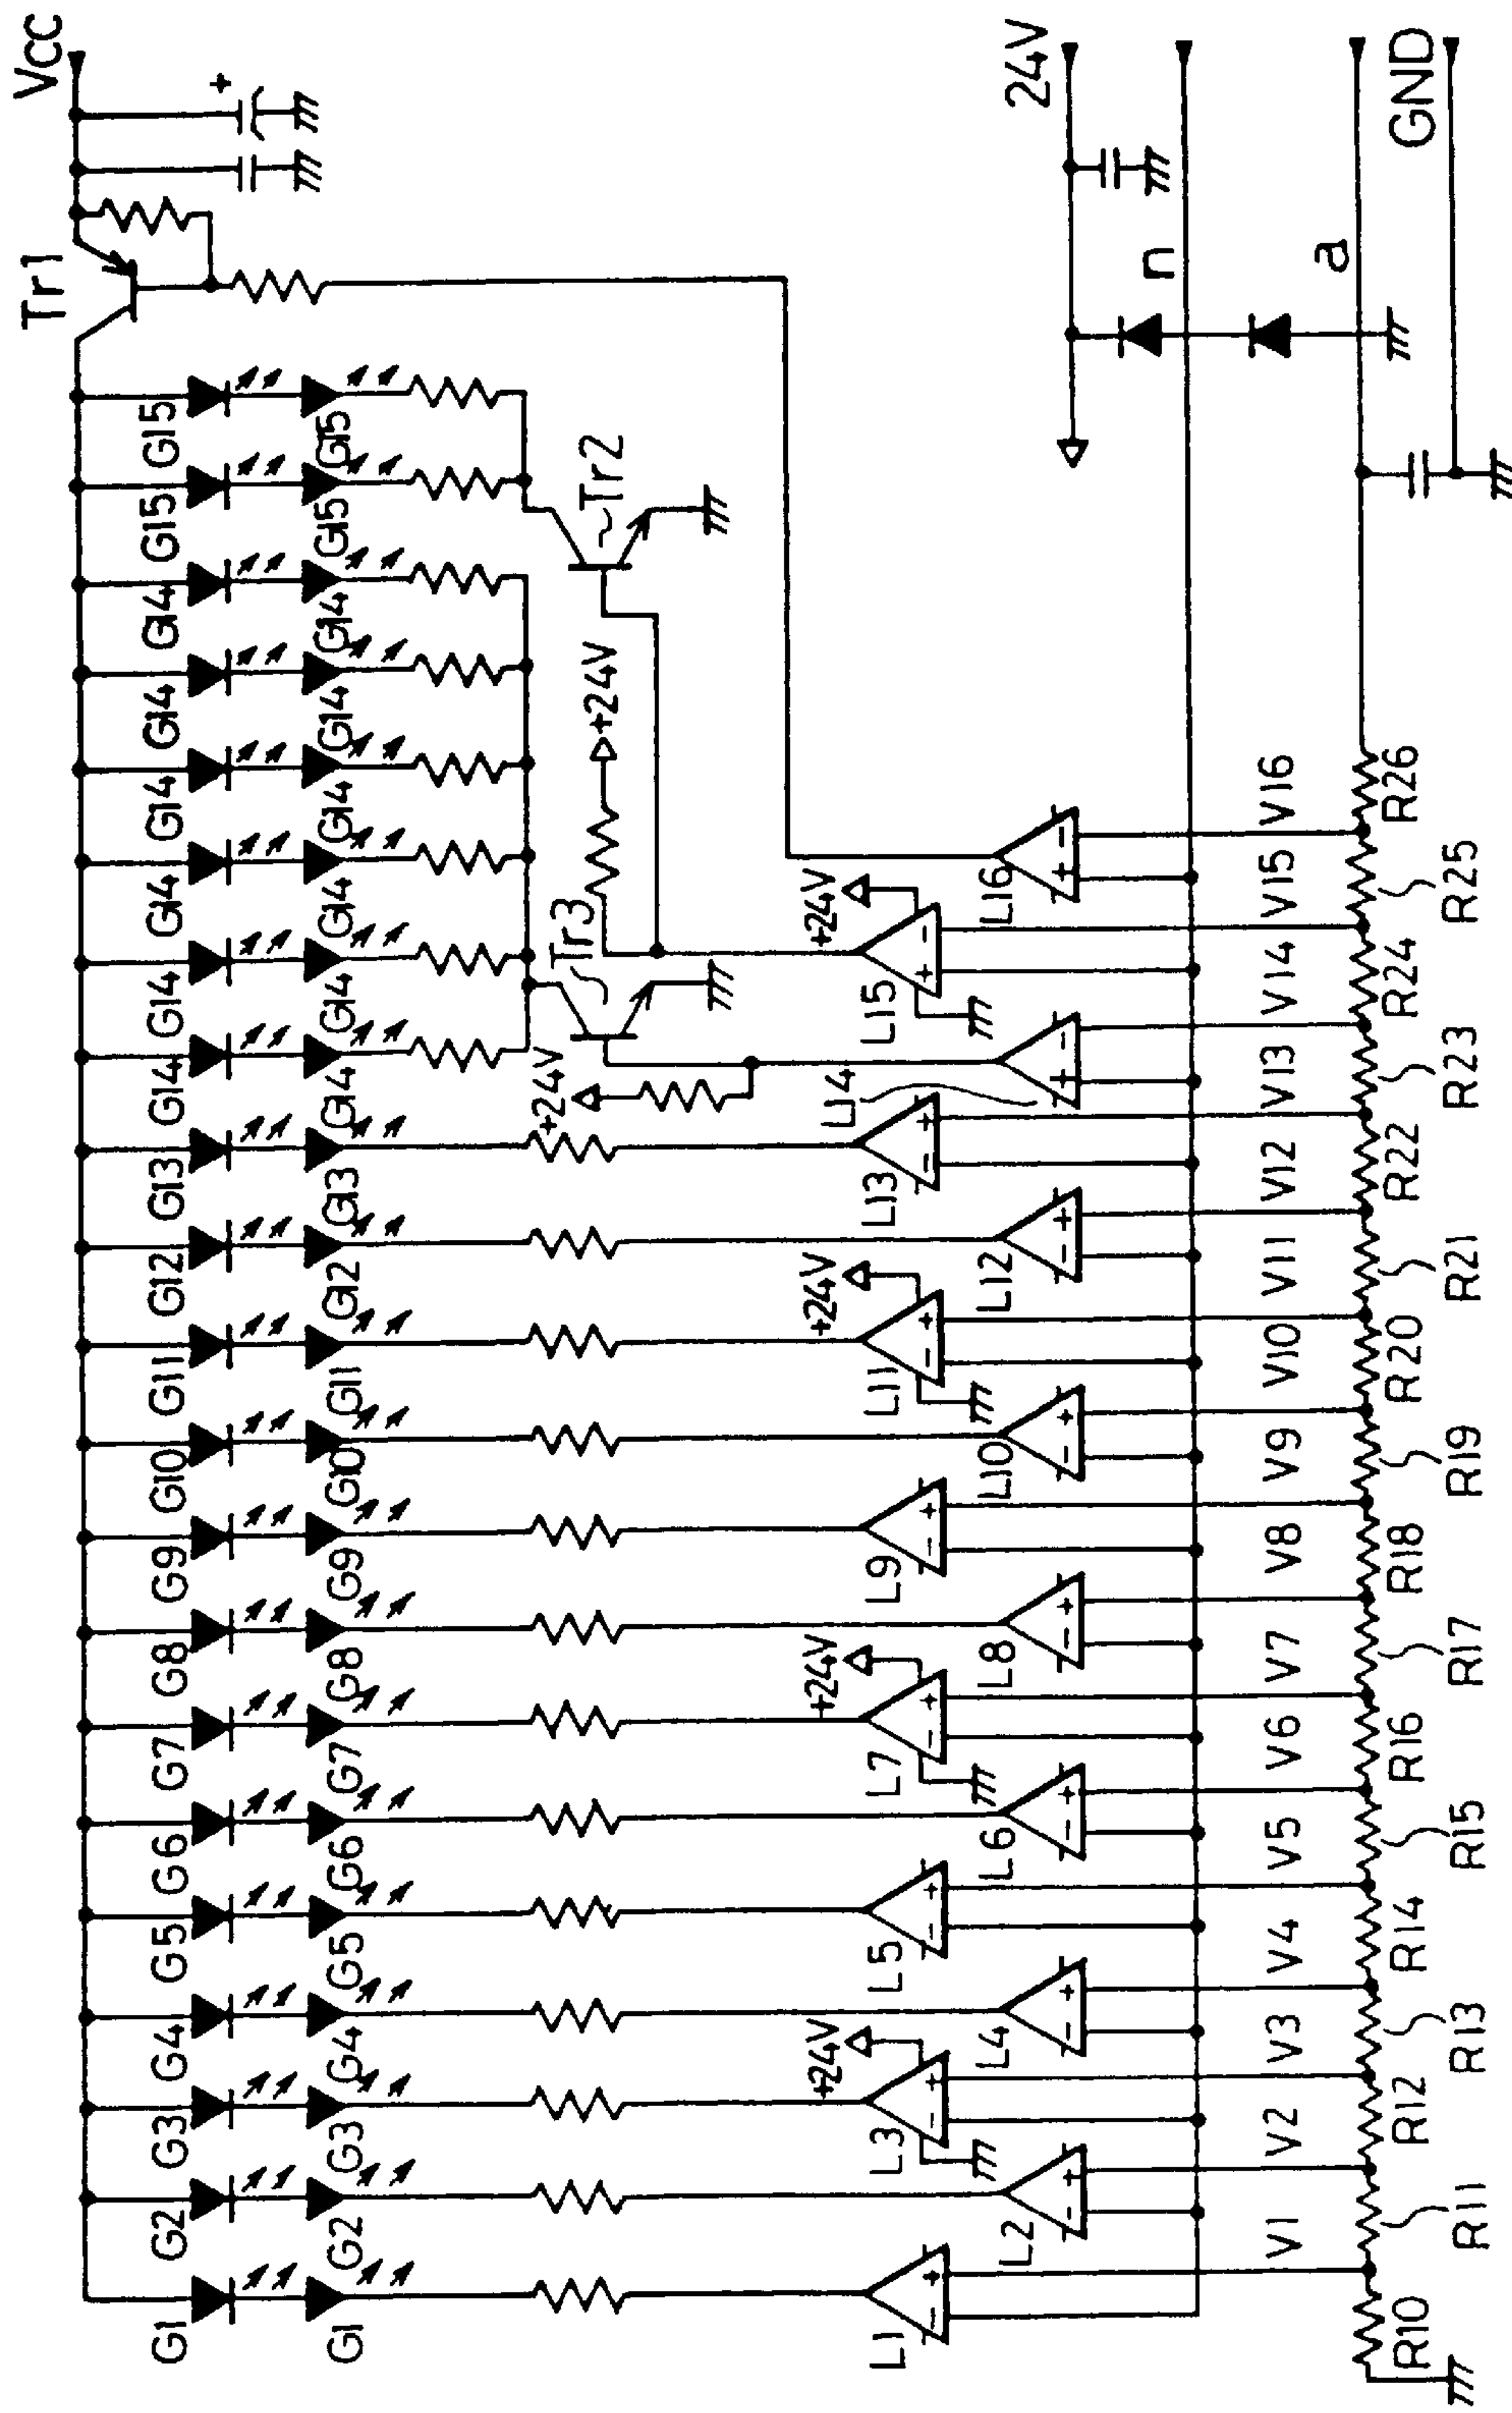 VCC
+
Tr1
G1 G2 G3 G4 G5 G6 G7 G8 G9 G10 G11 G12 G13 G14 G14 G14 G14 G14 G14 G15 G15
G1 G2 G3 G4 G5 G6 G7 G8 G9 G10 G11 G12 G13 G14 G14 G14 G14 G14 G14 G15 G15
+24V Tr3 +24V Tr2
+24V +24V +24V +24V
L1 L3 L5 L7 L9 L11 L13 L14 L15
- + - + - + - + - + - + - + + -
L2 L4 L6 L8 L10 L12 L16
- + - + - + - + - + - + + - + -
24V
n
V1 V2 V3 V4 V5 V6 V7 V8 V9 V10 V11 V12 V13 V14 V15 V16
a
R10 R12 R14 R16 R18 R20 R22 R24 R26
GND
R11 R13 R15 R17 R19 R21 R23 R25